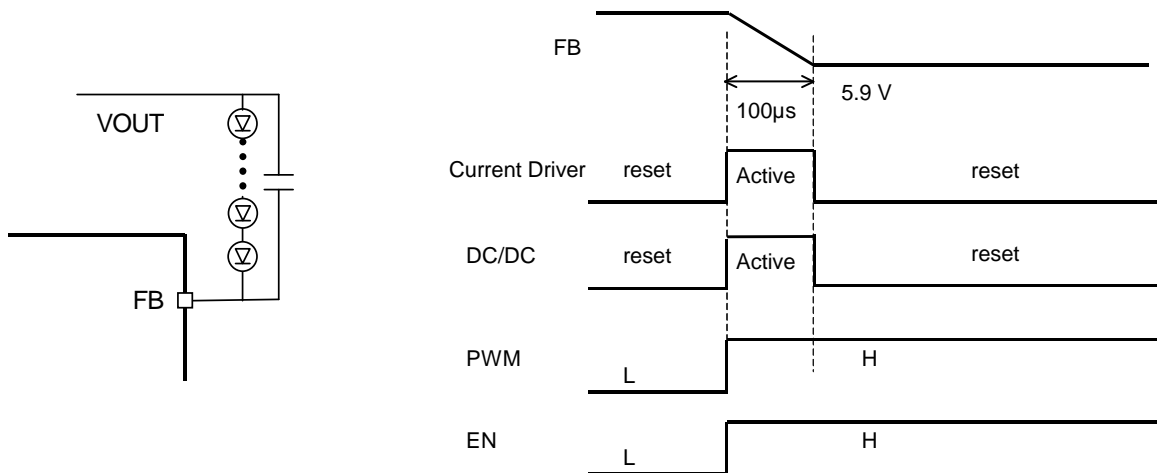 VOUT
FB
FB
100µs
5.9 V
Current Driver reset Active reset
DC/DC reset Active reset
PWM L H
EN L H